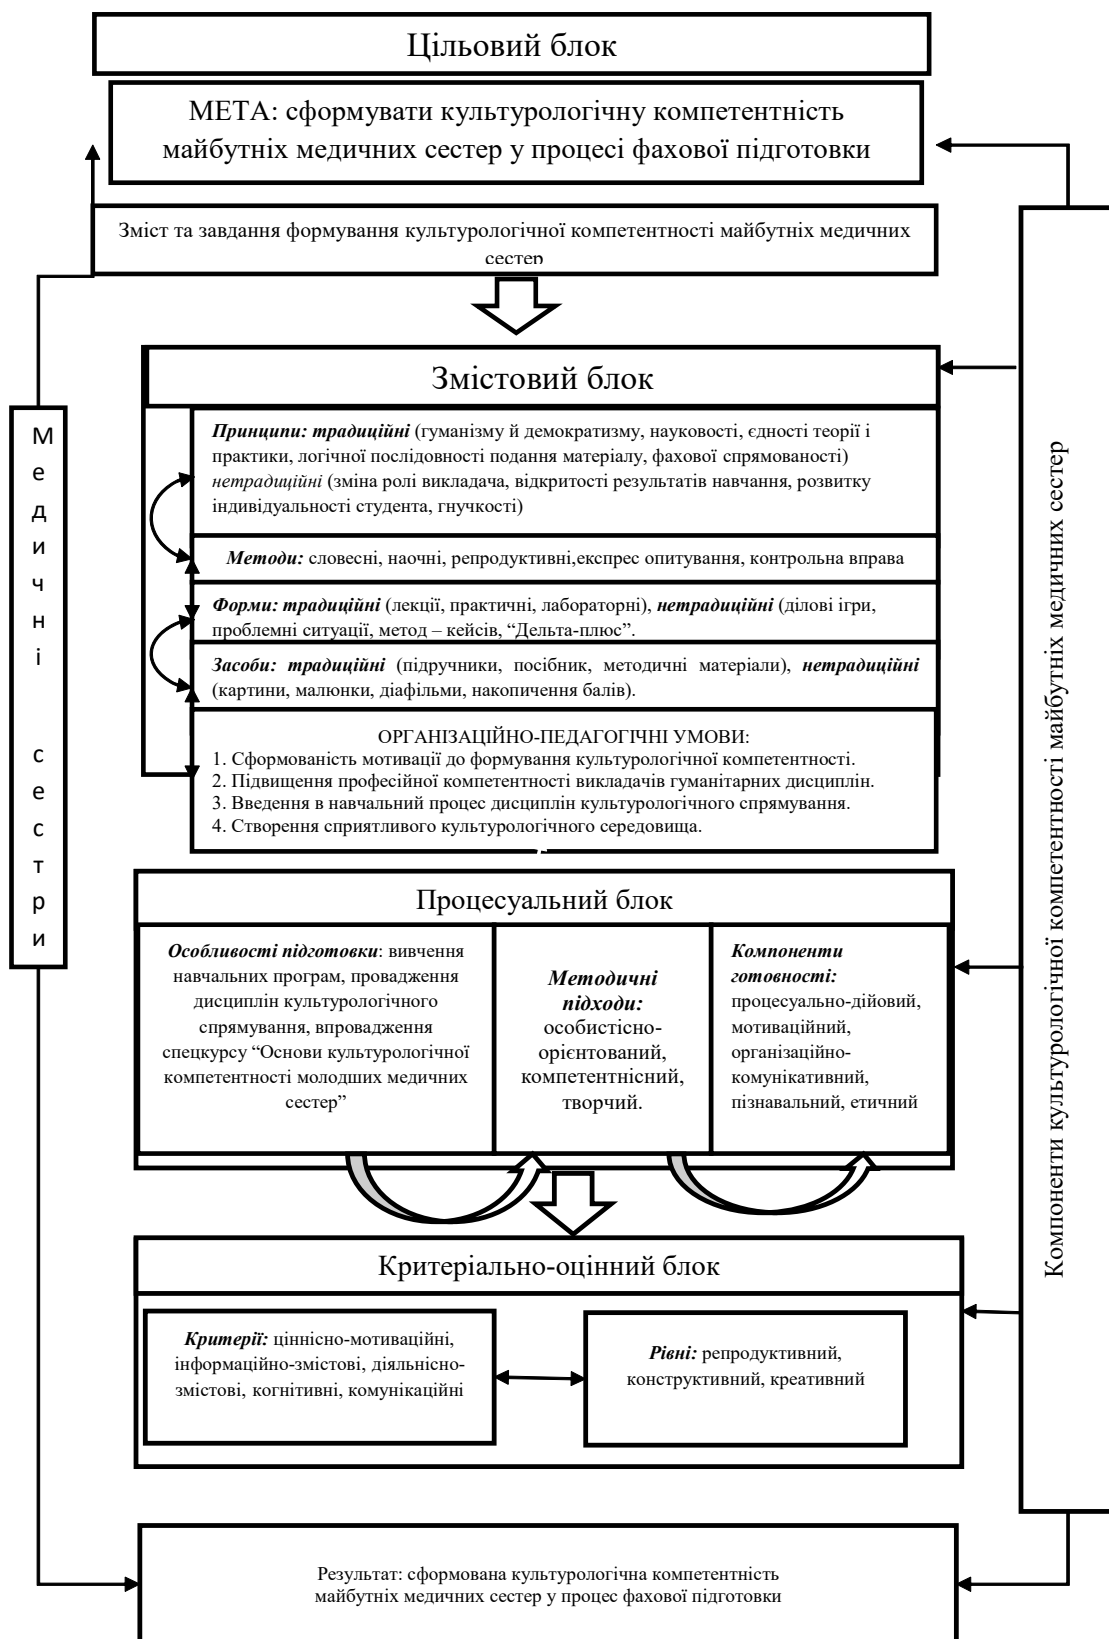 Цільовий блок
МЕТА: сформувати культурологічну компетентність
майбутніх медичних сестер у процесі фахової підготовки
Зміст та завдання формування культурологічної компетентності майбутніх медичних
сестер
Змістовий блок
Принципи: традиційні (гуманізму й демократизму, науковості, єдності теорії і
практики, логічної послідовності подання матеріалу, фахової спрямованості)
нетрадиційні (зміна ролі викладача, відкритості результатів навчання, розвитку
індивідуальності студента, гнучкості)
Методи: словесні, наочні, репродуктивні,експрес опитування, контрольна вправа
Форми: традиційні (лекції, практичні, лабораторні), нетрадиційні (ділові ігри,
проблемні ситуації, метод – кейсів, “Дельта-плюс”.
Засоби: традиційні (підручники, посібник, методичні матеріали), нетрадиційні
(картини, малюнки, діафільми, накопичення балів).
ОРГАНІЗАЦІЙНО-ПЕДАГОГІЧНІ УМОВИ:
1. Сформованість мотивації до формування культурологічної компетентності.
2. Підвищення професійної компетентності викладачів гуманітарних дисциплін.
3. Введення в навчальний процес дисциплін культурологічного спрямування.
4. Створення сприятливого культурологічного середовища.
Процесуальний блок
Особливості підготовки: вивчення
навчальних програм, провадження
дисциплін культурологічного
спрямування, впровадження
спецкурсу “Основи культурологічної
компетентності молодших медичних
сестер”
Методичні
підходи:
особистісно-
орієнтований,
компетентнісний,
творчий.
Компоненти
готовності:
процесуально-дійовий,
мотиваційний,
організаційно-
комунікативний,
пізнавальний, етичний
Критеріально-оцінний блок
Критерії: ціннісно-мотиваційні,
інформаційно-змістові, діяльнісно-
змістові, когнітивні, комунікаційні
Рівні: репродуктивний,
конструктивний, креативний
Результат: сформована культурологічна компетентність
майбутніх медичних сестер у процес фахової підготовки
Медичні сестри
Компоненти культурологічної компетентності майбутніх медичних сестер